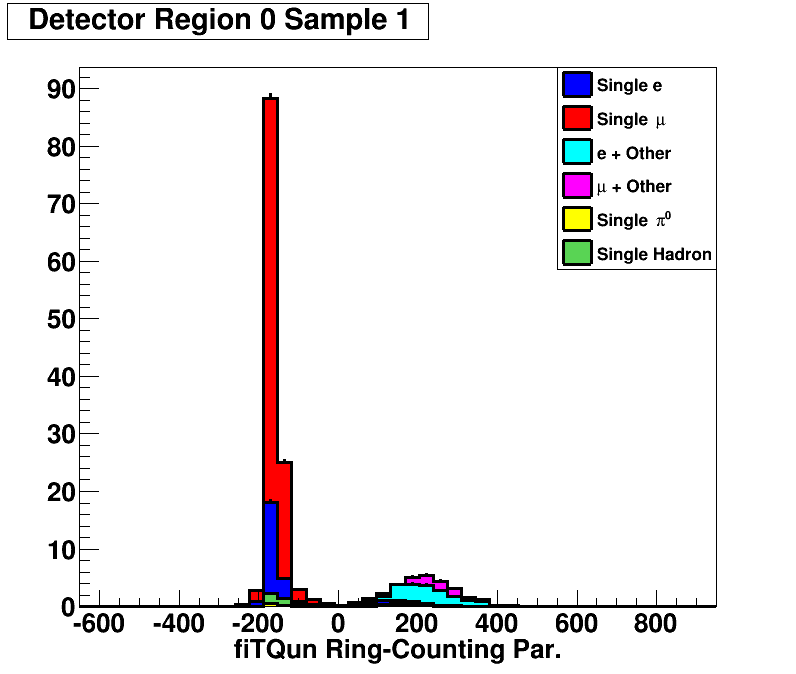 Detector Region 0 Sample 1
90
80
70
60
50
40
30
20
10
0
Single e
Single μ
e + Other
μ + Other
Single π⁰
Single Hadron
-600 -400 -200 0 200 400 600 800
fiTQun Ring-Counting Par.